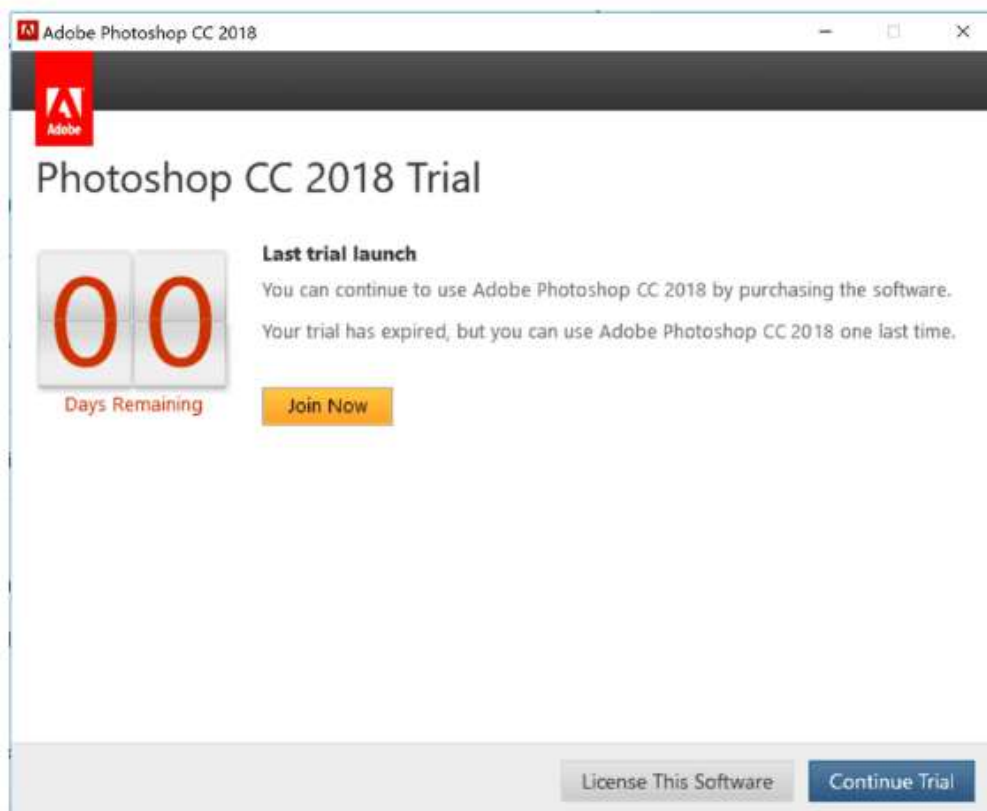 Adobe Photoshop CC 2018
Adobe
Photoshop CC 2018 Trial
00
Days Remaining
Last trial launch
You can continue to use Adobe Photoshop CC 2018 by purchasing the software.
Your trial has expired, but you can use Adobe Photoshop CC 2018 one last time.
Join Now
License This Software
Continue Trial